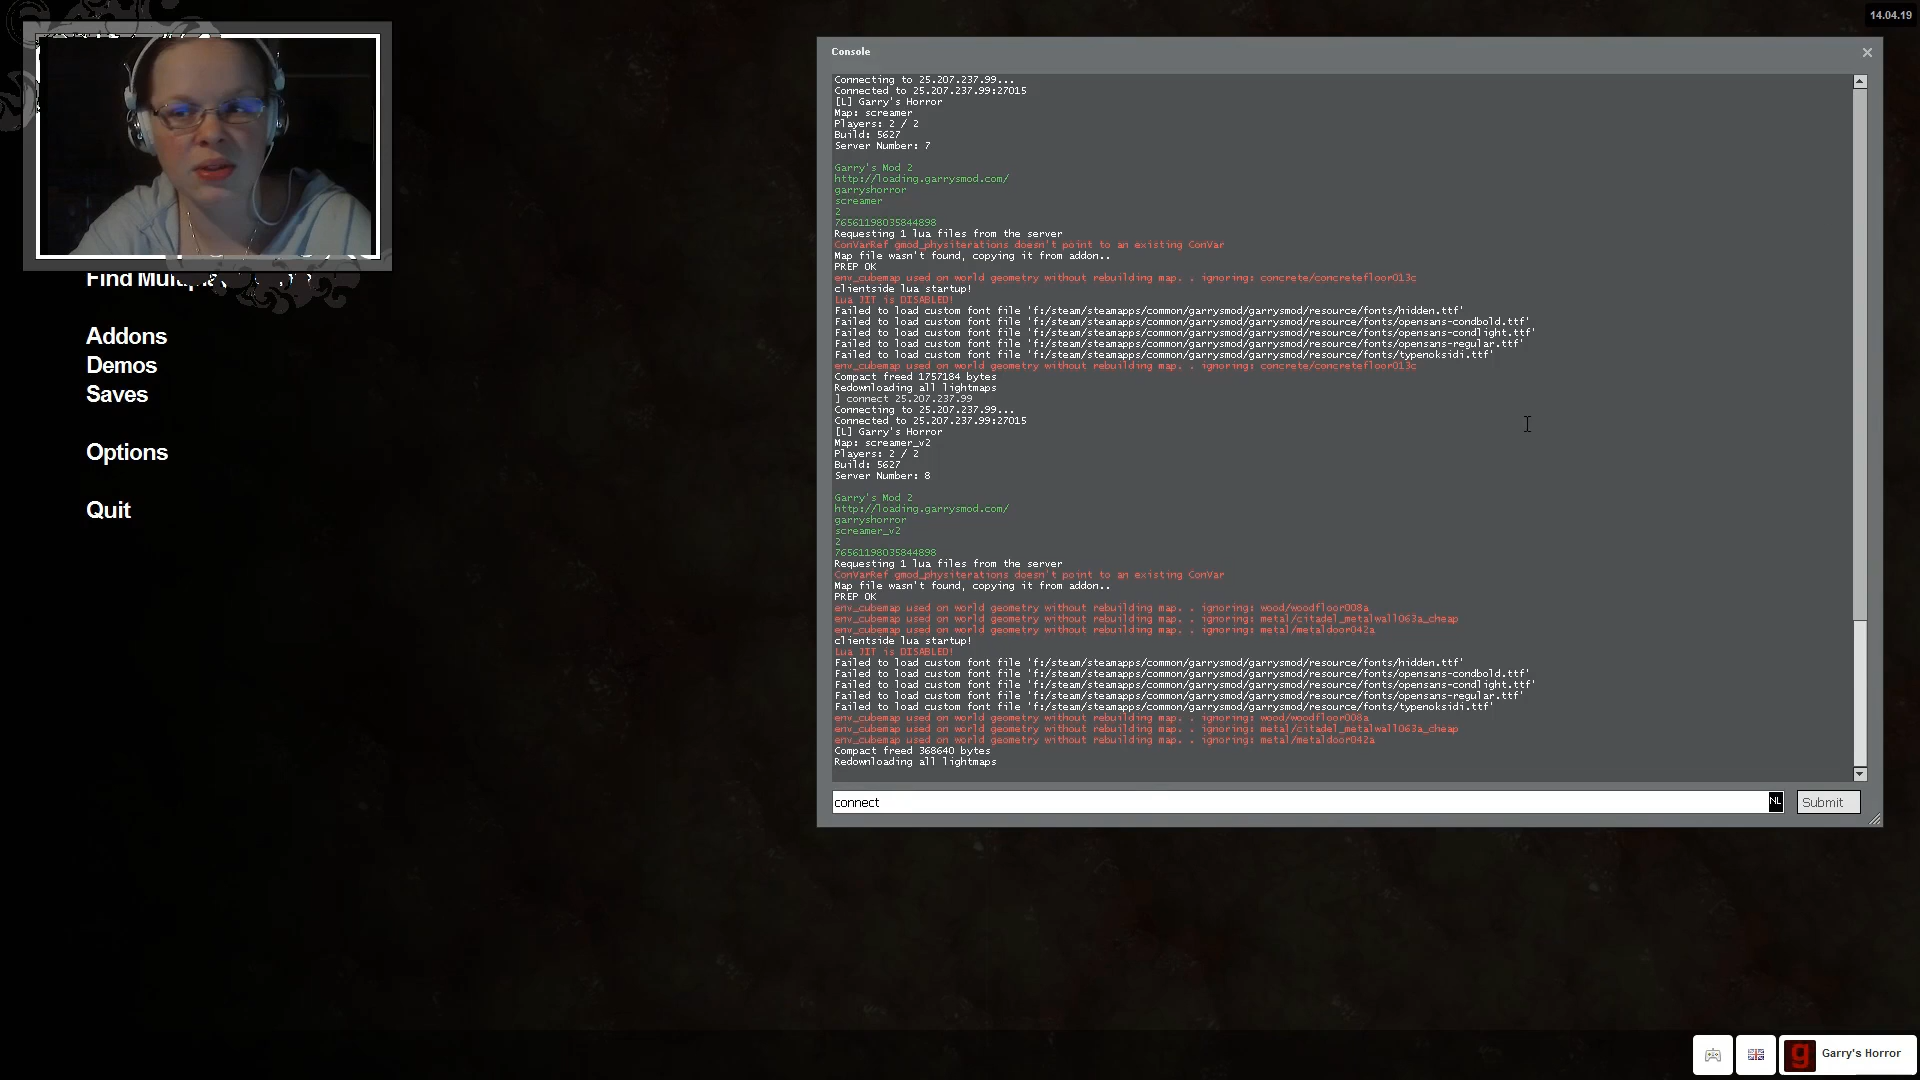 14.04.19
Find Multip
Addons
Demos
Saves
Options
Quit
Console
Connecting to 25.207.237.99...
Connected to 25.207.237.99:27015
[L] Garry's Horror
Map: screamer
Players: 2 / 2
Build: 5627
Server Number: 7
Garry's Mod 2
http://loading.garrysmod.com/
garryshorror
screamer
2
76561198035844898
Requesting 1 lua files from the server
ConVarRef gmod_physiterations doesn't point to an existing ConVar
Map file wasn't found, copying it from addon..
PREP OK
env_cubemap used on world geometry without rebuilding map. . ignoring: concrete/concretefloor013c
clientside lua startup!
Lua JIT is DISABLED!
Failed to load custom font file 'f:/steam/steamapps/common/garrysmod/garrysmod/resource/fonts/hidden.ttf'
Failed to load custom font file 'f:/steam/steamapps/common/garrysmod/garrysmod/resource/fonts/opensans-condbold.ttf'
Failed to load custom font file 'f:/steam/steamapps/common/garrysmod/garrysmod/resource/fonts/opensans-condlight.ttf'
Failed to load custom font file 'f:/steam/steamapps/common/garrysmod/garrysmod/resource/fonts/opensans-regular.ttf'
Failed to load custom font file 'f:/steam/steamapps/common/garrysmod/garrysmod/resource/fonts/typenoksidi.ttf'
env_cubemap used on world geometry without rebuilding map. . ignoring: concrete/concretefloor013c
Compact freed 1757184 bytes
Redownloading all lightmaps
] connect 25.207.237.99
Connecting to 25.207.237.99...
Connected to 25.207.237.99:27015
[L] Garry's Horror
Map: screamer_v2
Players: 2 / 2
Build: 5627
Server Number: 8
Garry's Mod 2
http://loading.garrysmod.com/
garryshorror
screamer_v2
2
76561198035844898
Requesting 1 lua files from the server
ConVarRef gmod_physiterations doesn't point to an existing ConVar
Map file wasn't found, copying it from addon..
PREP OK
env_cubemap used on world geometry without rebuilding map. . ignoring: wood/woodfloor008a
env_cubemap used on world geometry without rebuilding map. . ignoring: metal/citadel_metalwall063a_cheap
env_cubemap used on world geometry without rebuilding map. . ignoring: metal/metaldoor042a
clientside lua startup!
Lua JIT is DISABLED!
Failed to load custom font file 'f:/steam/steamapps/common/garrysmod/garrysmod/resource/fonts/hidden.ttf'
Failed to load custom font file 'f:/steam/steamapps/common/garrysmod/garrysmod/resource/fonts/opensans-condbold.ttf'
Failed to load custom font file 'f:/steam/steamapps/common/garrysmod/garrysmod/resource/fonts/opensans-condlight.ttf'
Failed to load custom font file 'f:/steam/steamapps/common/garrysmod/garrysmod/resource/fonts/opensans-regular.ttf'
Failed to load custom font file 'f:/steam/steamapps/common/garrysmod/garrysmod/resource/fonts/typenoksidi.ttf'
env_cubemap used on world geometry without rebuilding map. . ignoring: wood/woodfloor008a
env_cubemap used on world geometry without rebuilding map. . ignoring: metal/citadel_metalwall063a_cheap
env_cubemap used on world geometry without rebuilding map. . ignoring: metal/metaldoor042a
Compact freed 368640 bytes
Redownloading all lightmaps
connect
NL
Submit
g Garry's Horror